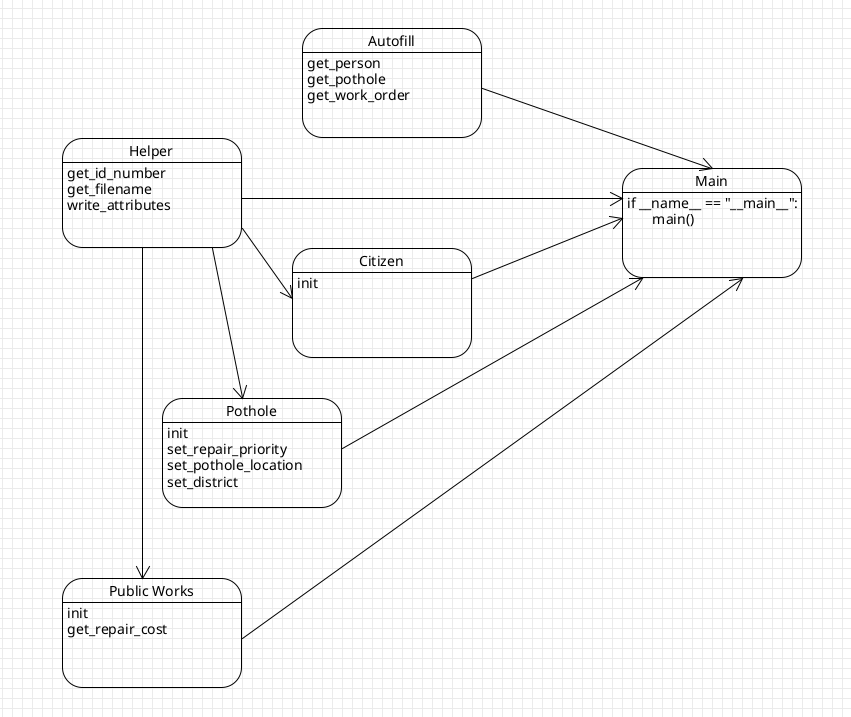 Autofill
get_person
get_pothole
get_work_order
Helper
get_id_number
get_filename
write_attributes
Main
if __name__ == "__main__":
main()
Citizen
init
Pothole
init
set_repair_priority
set_pothole_location
set_district
Public Works
init
get_repair_cost